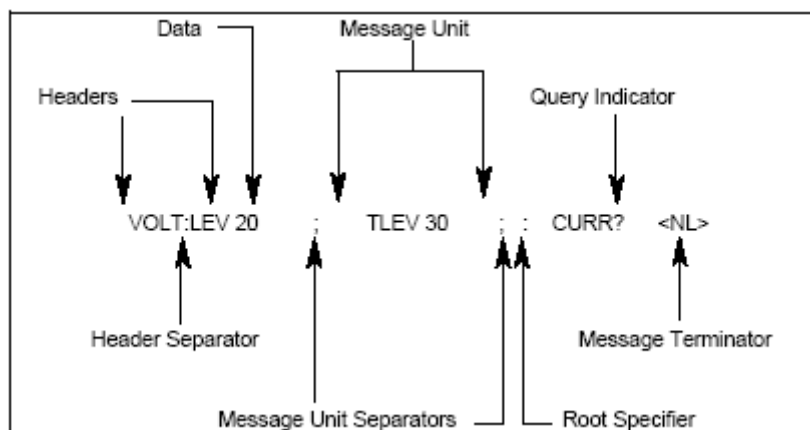 Data Message Unit
Headers Query Indicator
VOLT:LEV 20 ; TLEV 30 ; : CURR? <NL>
Header Separator Message Terminator
Message Unit Separators Root Specifier